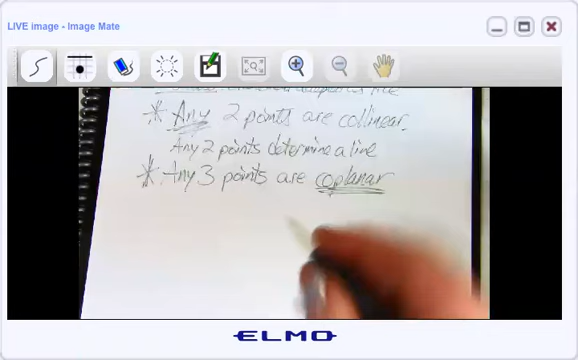 LIVE image - Image Mate
* Any 2 points are collinear.
Any 2 points determine a line
* Any 3 points are coplanar
ELMO